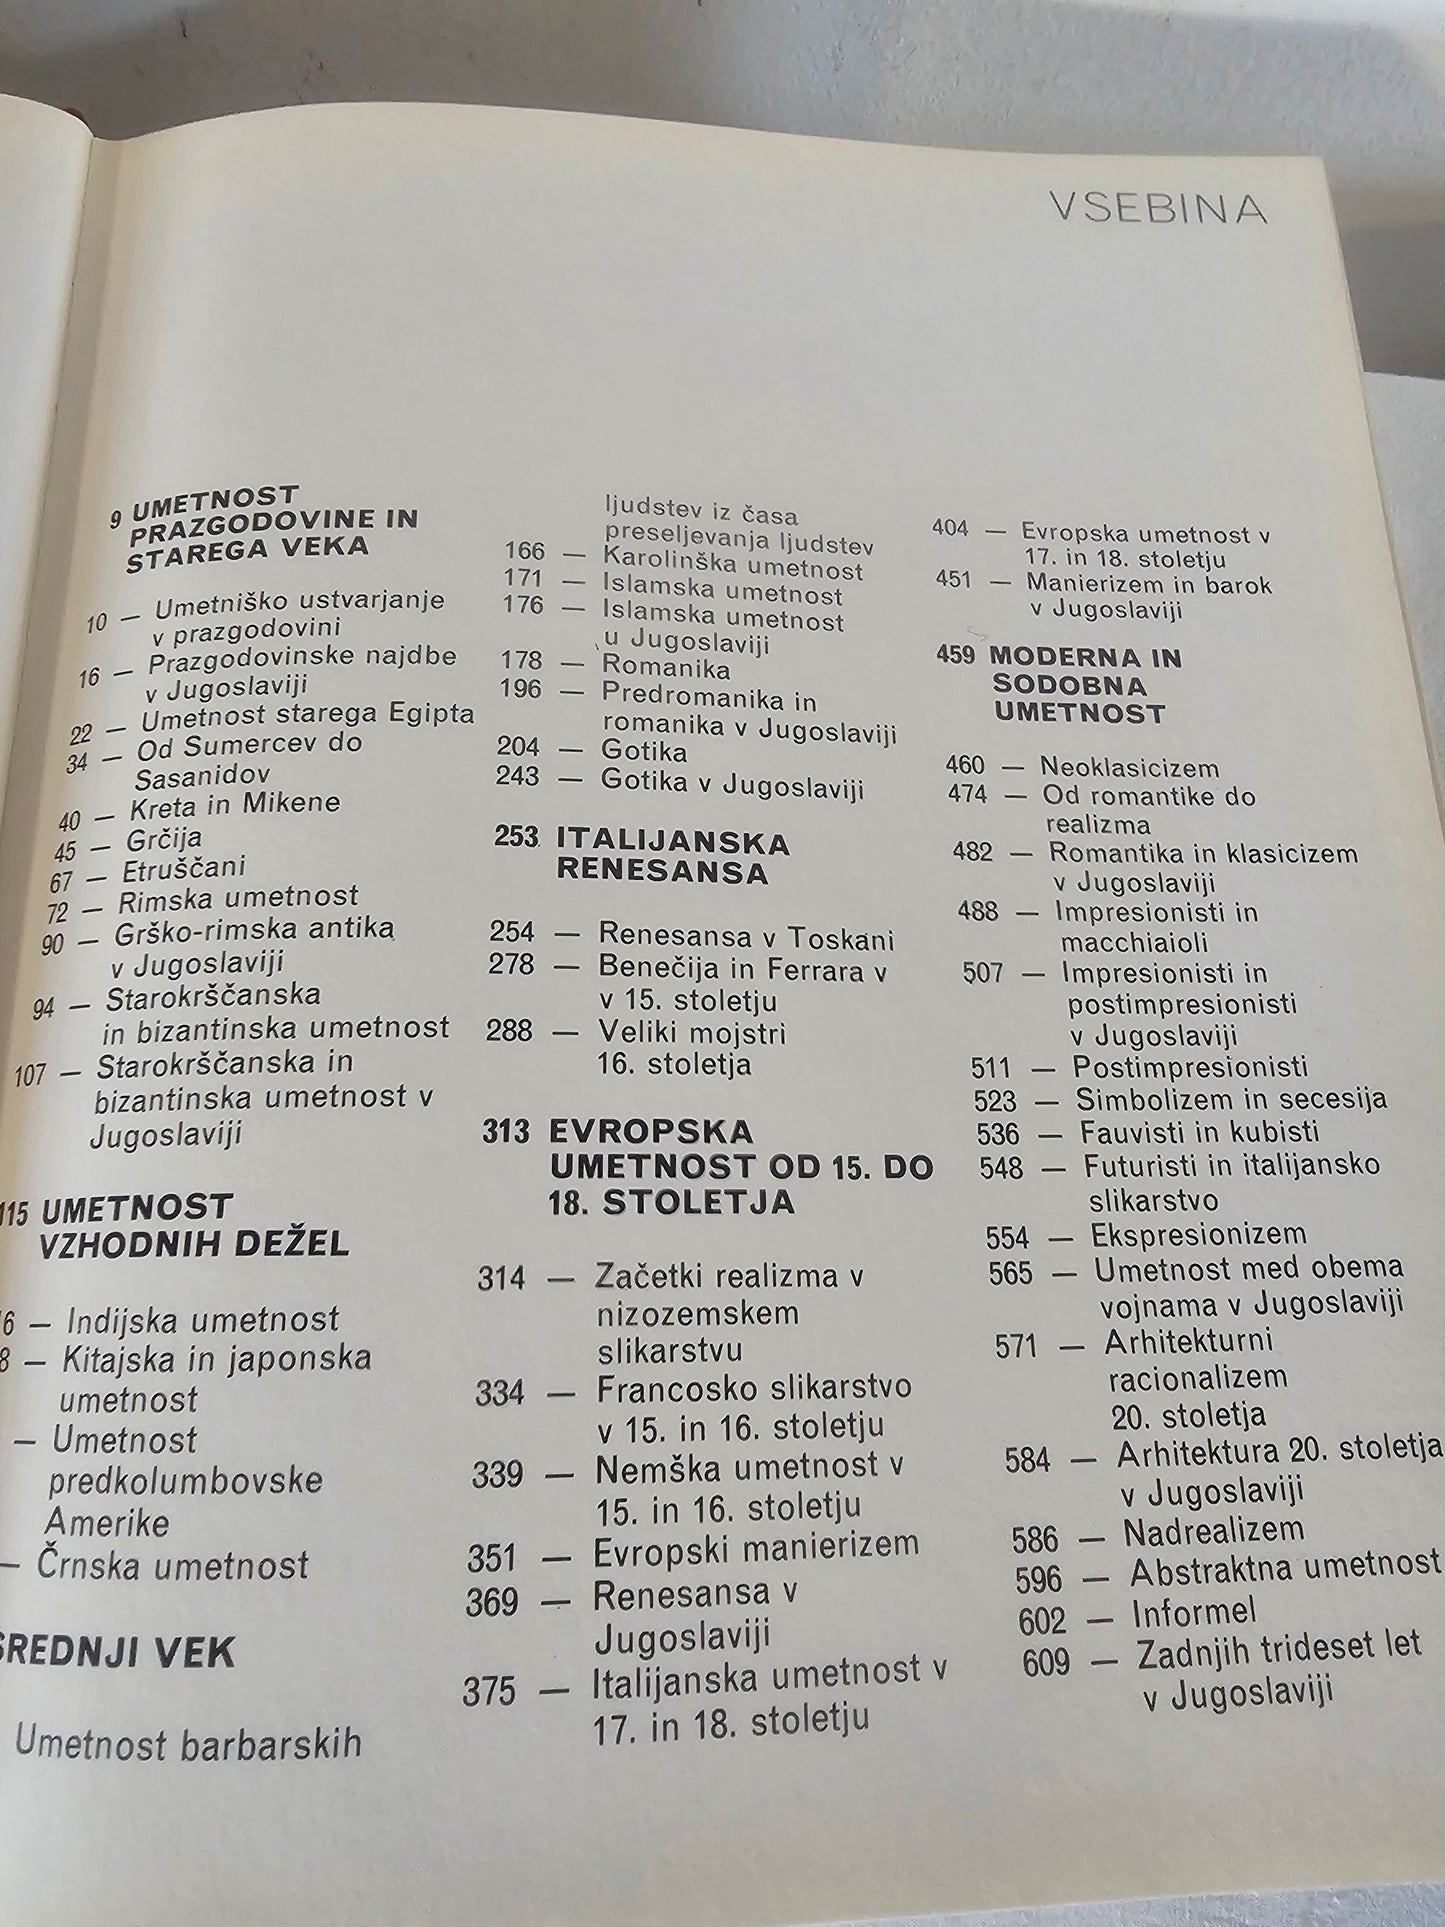 VSEBINA
9 UMETNOST
PRAZGODOVINE IN
STAREGA VEKA
10 — Umetniško ustvarjanje
v prazgodovini
16 — Prazgodovinske najdbe
v Jugoslaviji
22 — Umetnost starega Egipta
34 — Od Sumercev do
Sasanidov
40 — Kreta in Mikene
45 — Grčija
67 — Etruščani
72 — Rimska umetnost
90 — Grško-rimska antika
v Jugoslaviji
94 — Starokrščanska
in bizantinska umetnost
107 — Starokrščanska in
bizantinska umetnost v
Jugoslaviji
115 UMETNOST
VZHODNIH DEŽEL
6 — Indijska umetnost
8 — Kitajska in japonska
umetnost
— Umetnost
predkolumbovske
Amerike
— Črnska umetnost
SREDNJI VEK
Umetnost barbarskih
ljudstev iz časa
preseljevanja ljudstev
166 — Karolinška umetnost
171 — Islamska umetnost
176 — Islamska umetnost
u Jugoslaviji
178 — Romanika
196 — Predromanika in
romanika v Jugoslaviji
204 — Gotika
243 — Gotika v Jugoslaviji
253 ITALIJANSKA
RENESANSA
254 — Renesansa v Toskani
278 — Benečija in Ferrara v
v 15. stoletju
288 — Veliki mojstri
16. stoletja
313 EVROPSKA
UMETNOST OD 15. DO
18. STOLETJA
314 — Začetki realizma v
nizozemskem
slikarstvu
334 — Francosko slikarstvo
v 15. in 16. stoletju
339 — Nemška umetnost v
15. in 16. stoletju
351 — Evropski manierizem
369 — Renesansa v
Jugoslaviji
375 — Italijanska umetnost v
17. in 18. stoletju
404 — Evropska umetnost v
17. in 18. stoletju
451 — Manierizem in barok
v Jugoslaviji
459 MODERNA IN
SODOBNA
UMETNOST
460 — Neoklasicizem
474 — Od romantike do
realizma
482 — Romantika in klasicizem
v Jugoslaviji
488 — Impresionisti in
macchiaioli
507 — Impresionisti in
postimpresionisti
v Jugoslaviji
511 — Postimpresionisti
523 — Simbolizem in secesija
536 — Fauvisti in kubisti
548 — Futuristi in italijansko
slikarstvo
554 — Ekspresionizem
565 — Umetnost med obema
vojnama v Jugoslaviji
571 — Arhitekturni
racionalizem
20. stoletja
584 — Arhitektura 20. stoletja
v Jugoslaviji
586 — Nadrealizem
596 — Abstraktna umetnost
602 — Informel
609 — Zadnjih trideset let
v Jugoslaviji